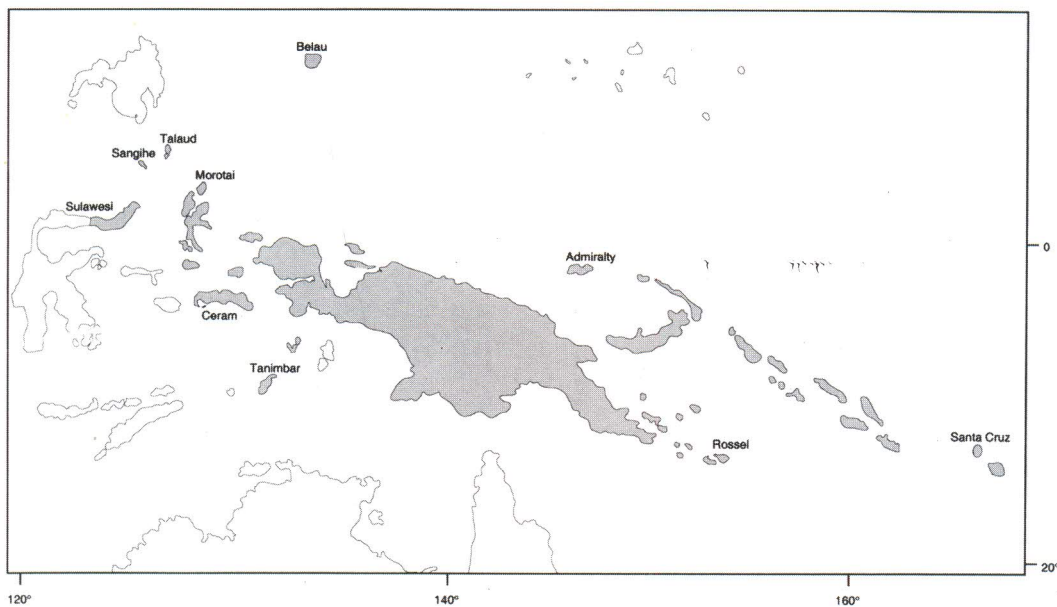 Belau
Talaud
Sangihe
Morotai
Sulawesi
0
Admiralty
Ceram
Tanimbar
Rossel
Santa Cruz
20°
120°
140°
160°